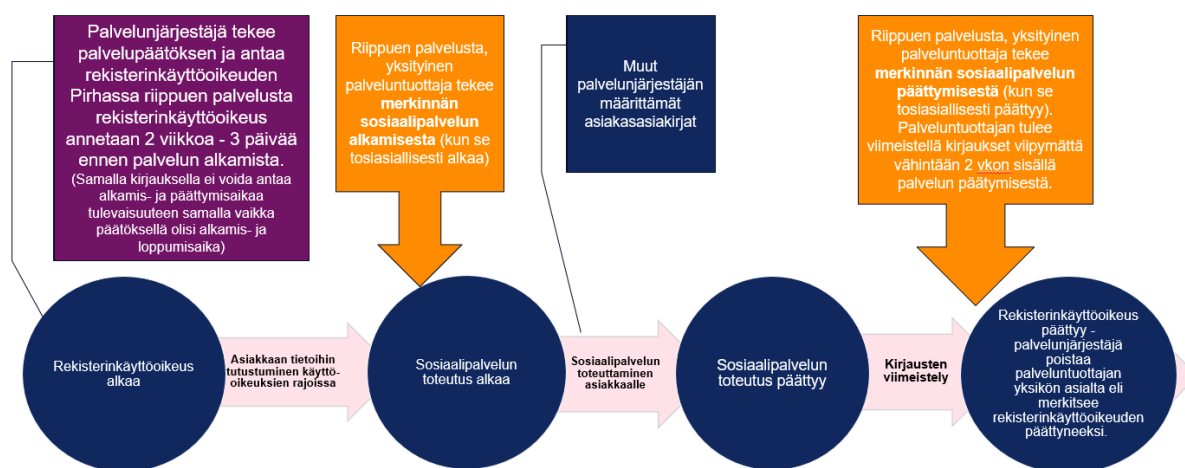 Palvelunjärjestäjä tekee
palvelupäätöksen ja antaa
rekisterinkäyttöoikeuden
Pirhassa riippuen palvelusta
rekisterinkäyttöoikeus
annetaan 2 viikkoa - 3 päivää
ennen palvelun alkamista.
(Samalla kirjauksella ei voida antaa
alkamis- ja päättymisaikaa
tulevaisuuteen samalla vaikka
päätöksellä olisi alkamis- ja
loppumisaika)
Riippuen palvelusta,
yksityinen
palveluntuottaja tekee
merkinnän
sosiaalipalvelun
alkamisesta (kun se
tosiasiallisesti alkaa)
Muut
palvelunjärjestäjän
määrittämät
asiakasasiakirjat
Riippuen palvelusta, yksityinen
palveluntuottaja tekee
merkinnän sosiaalipalvelun
päättymisestä (kun se
tosiasiallisesti päättyy).
Palveluntuottajan tulee
viimeistellä kirjaukset viipymättä
vähintään 2 vkon sisällä
palvelun päätymisestä.
Rekisterinkäyttöoikeus
alkaa
Asiakkaan tietoihin
tutustuminen käyttö-
oikeuksien rajoissa
Sosiaalipalvelun
toteutus alkaa
Sosiaalipalvelun
toteuttaminen
asiakkaalle
Sosiaalipalvelun
toteutus päättyy
Kirjausten
viimeistely
Rekisterinkäyttöoikeus
päättyy -
palvelunjärjestäjä
poistaa
palveluntuottajan
yksikön asialta eli
merkitsee
rekisterinkäyttöoikeuden
päättyneeksi.